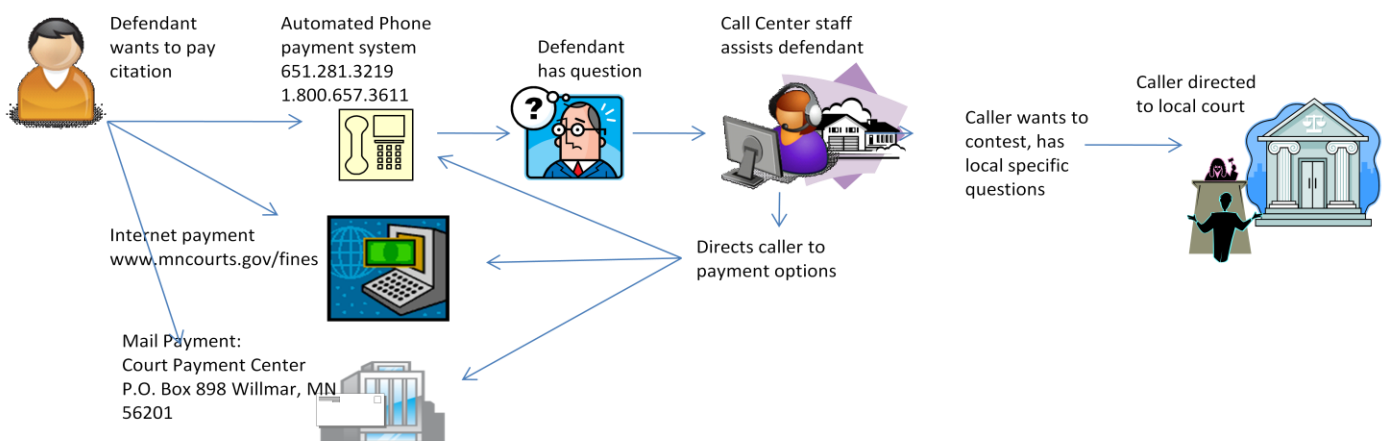 Defendant
wants to pay
citation
Automated Phone
payment system
651.281.3219
1.800.657.3611
Defendant
has question
?
Call Center staff
assists defendant
Caller wants to
contest, has
local specific
questions
Caller directed
to local court
Internet payment
www.mncourts.gov/fines
Directs caller to
payment options
Mail Payment:
Court Payment Center
P.O. Box 898 Willmar, MN
56201